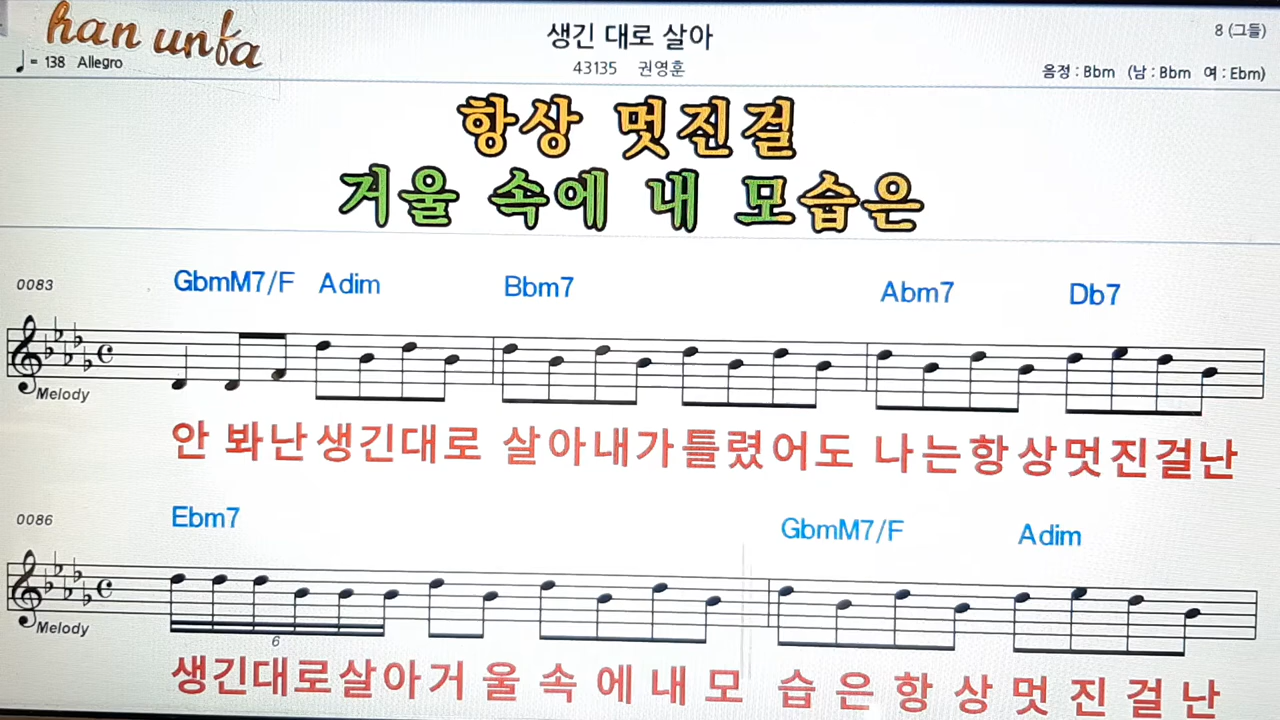 han unfa
생긴 대로 살아
8 (그들)
♩= 138 Allegro
43135 권영훈
음정 : Bbm (남 : Bbm 여 : Ebm)
항상 멋진걸
거울 속에 내 모습은
0083
GbmM7/F Adim Bbm7 Abm7 Db7
Melody
안 봐난생긴대로 살아내가틀렸어도 나는항상멋진걸난
0086
Ebm7 GbmM7/F Adim
6
Melody
생긴대로살아거 울 속 에 내 모 습 은 항 상 멋 진 걸 난